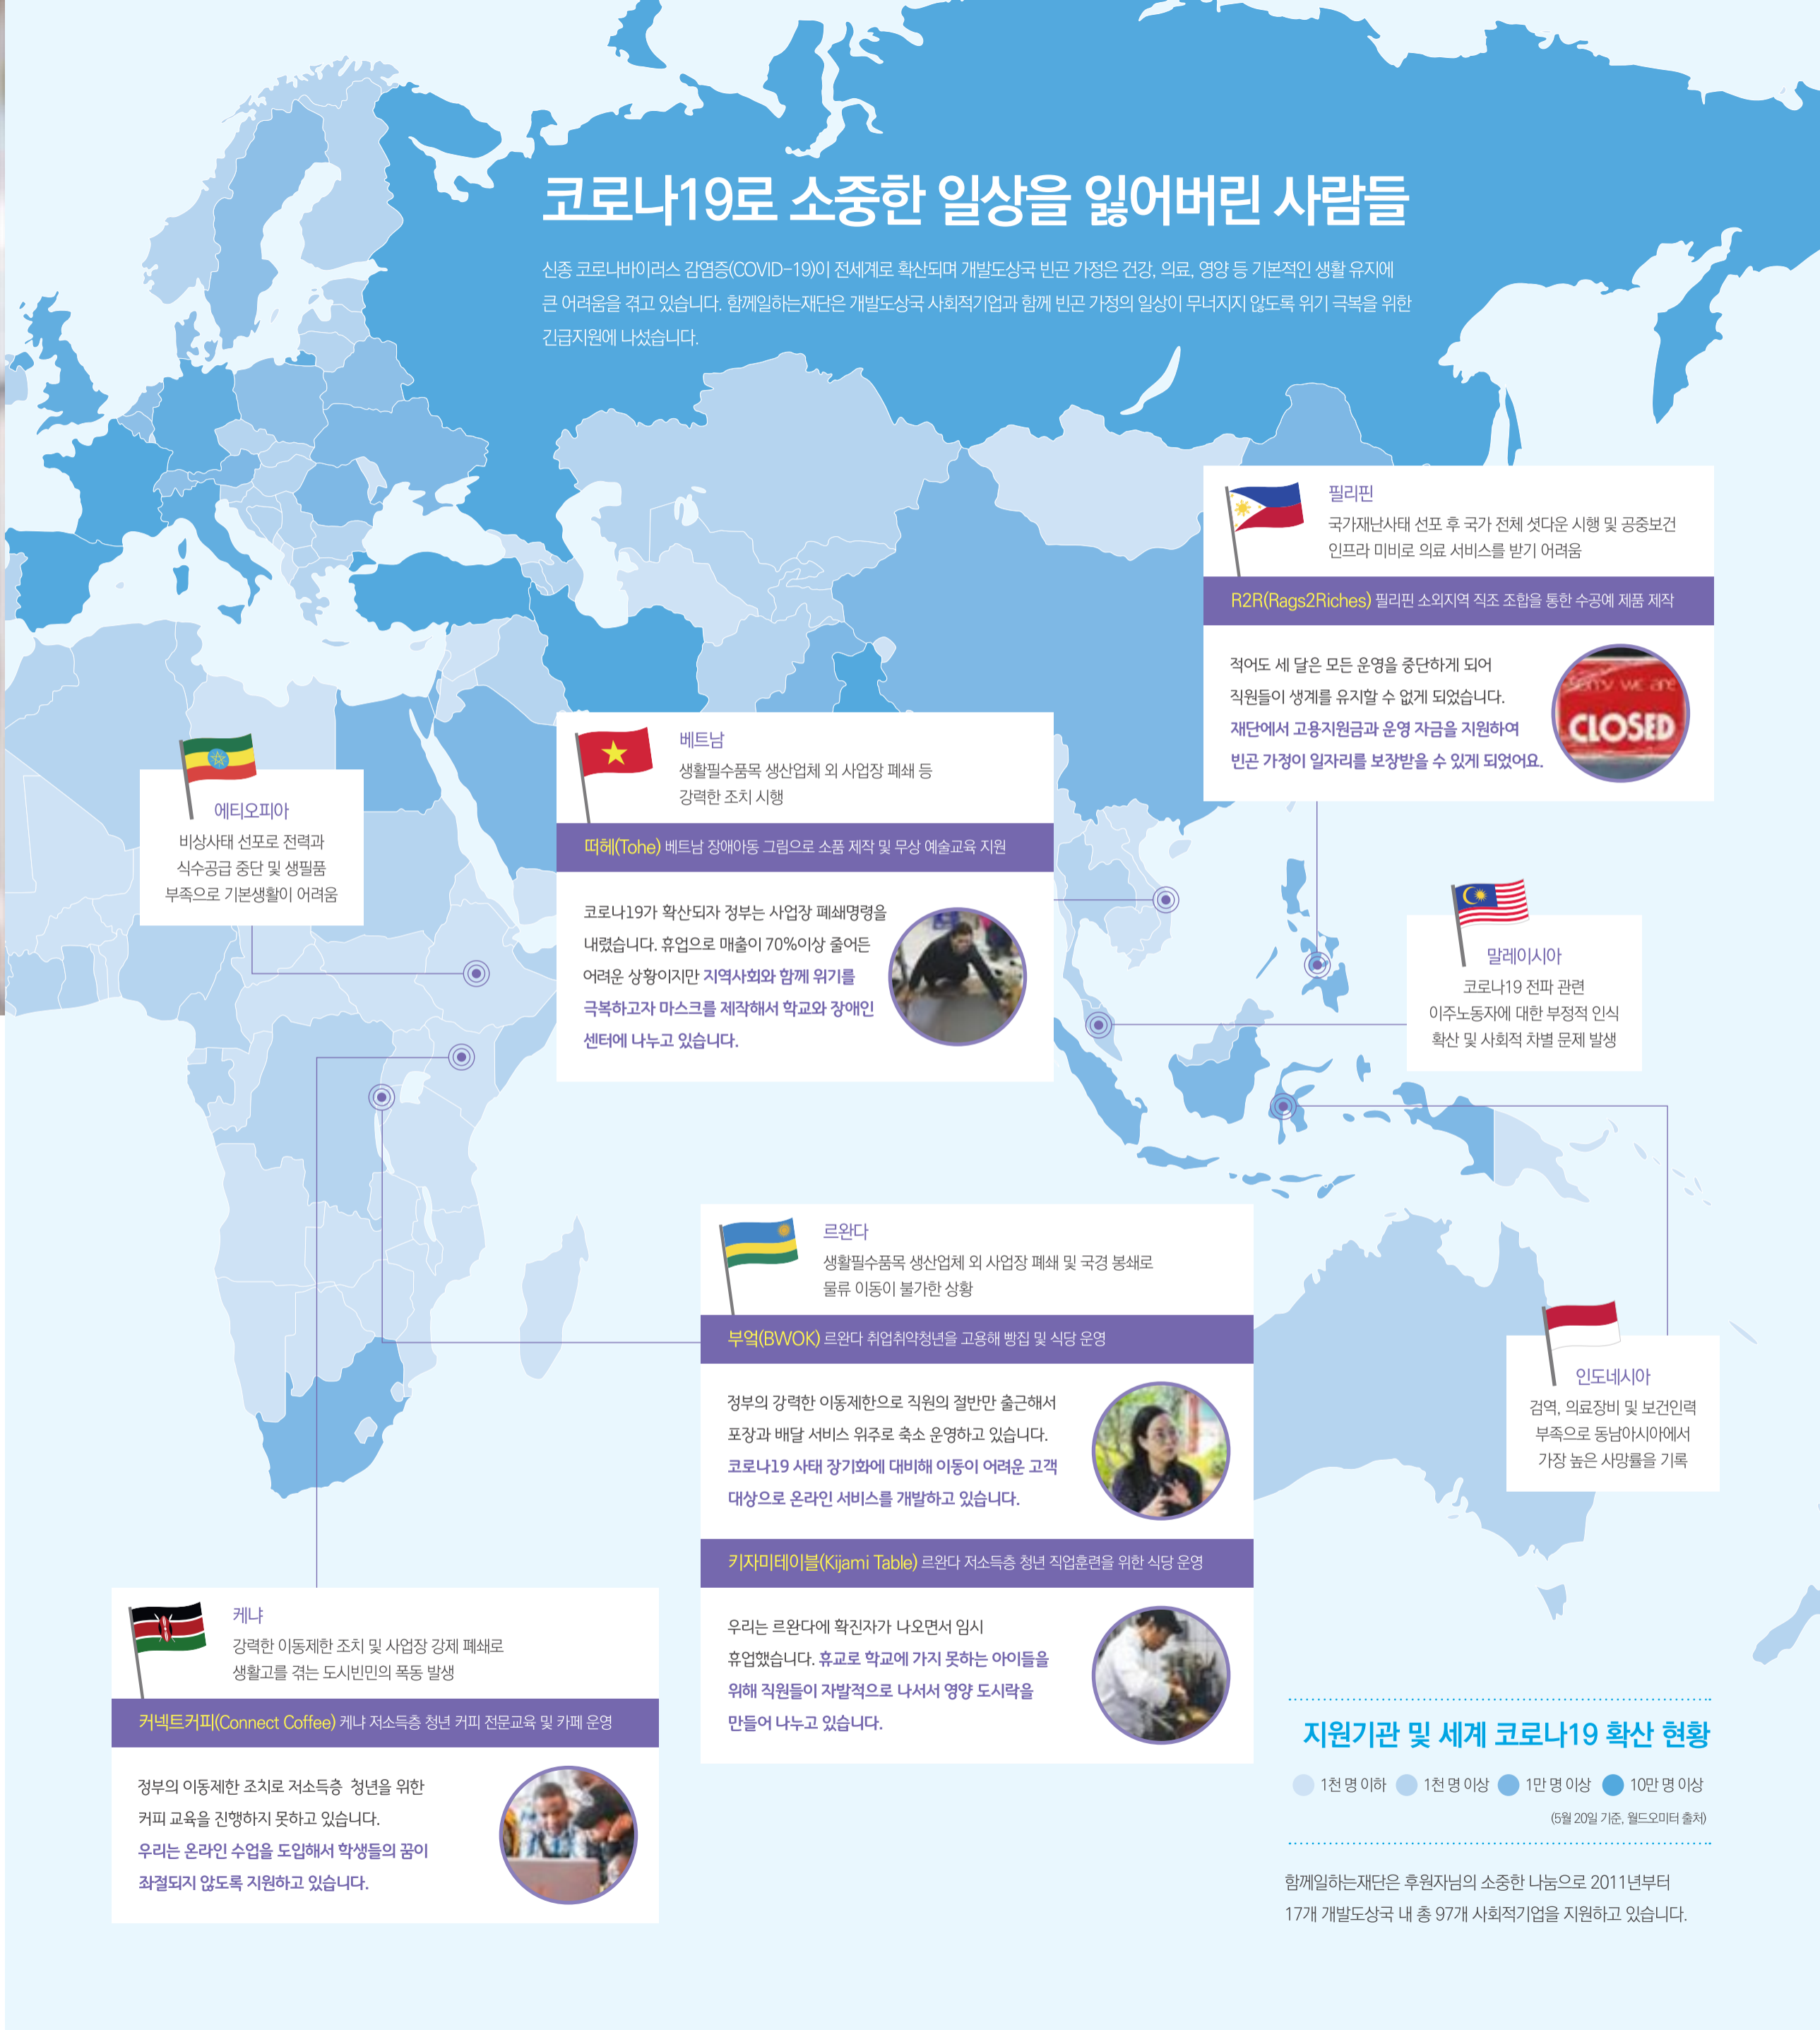 코로나19로 소중한 일상을 잃어버린 사람들
신종 코로나바이러스 감염증(COVID-19)이 전세계로 확산되며 개발도상국 빈곤 가정은 건강, 의료, 영양 등 기본적인 생활 유지에
큰 어려움을 겪고 있습니다. 함께일하는재단은 개발도상국 사회적기업과 함께 빈곤 가정의 일상이 무너지지 않도록 위기 극복을 위한
긴급지원에 나섰습니다.
필리핀
국가재난사태 선포 후 국가 전체 셧다운 시행 및 공중보건
인프라 미비로 의료 서비스를 받기 어려움
R2R(Rags2Riches) 필리핀 소외지역 직조 조합을 통한 수공예 제품 제작
적어도 세 달은 모든 운영을 중단하게 되어
직원들이 생계를 유지할 수 없게 되었습니다.
재단에서 고용지원금과 운영 자금을 지원하여
빈곤 가정이 일자리를 보장받을 수 있게 되었어요.
Sorry we are
CLOSED
에티오피아
비상사태 선포로 전력과
식수공급 중단 및 생필품
부족으로 기본생활이 어려움
베트남
생활필수품목 생산업체 외 사업장 폐쇄 등
강력한 조치 시행
떠헤(Tohe) 베트남 장애아동 그림으로 소품 제작 및 무상 예술교육 지원
코로나19가 확산되자 정부는 사업장 폐쇄명령을
내렸습니다. 휴업으로 매출이 70%이상 줄어든
어려운 상황이지만 지역사회와 함께 위기를
극복하고자 마스크를 제작해서 학교와 장애인
센터에 나누고 있습니다.
말레이시아
코로나19 전파 관련
이주노동자에 대한 부정적 인식
확산 및 사회적 차별 문제 발생
르완다
생활필수품목 생산업체 외 사업장 폐쇄 및 국경 봉쇄로
물류 이동이 불가한 상황
부엌(BWOK) 르완다 취업취약청년을 고용해 빵집 및 식당 운영
정부의 강력한 이동제한으로 직원의 절반만 출근해서
포장과 배달 서비스 위주로 축소 운영하고 있습니다.
코로나19 사태 장기화에 대비해 이동이 어려운 고객
대상으로 온라인 서비스를 개발하고 있습니다.
키자미테이블(Kijami Table) 르완다 저소득층 청년 직업훈련을 위한 식당 운영
우리는 르완다에 확진자가 나오면서 임시
휴업했습니다. 휴교로 학교에 가지 못하는 아이들을
위해 직원들이 자발적으로 나서서 영양 도시락을
만들어 나누고 있습니다.
인도네시아
검역, 의료장비 및 보건인력
부족으로 동남아시아에서
가장 높은 사망률을 기록
케냐
강력한 이동제한 조치 및 사업장 강제 폐쇄로
생활고를 겪는 도시빈민의 폭동 발생
커넥트커피(Connect Coffee) 케냐 저소득층 청년 커피 전문교육 및 카페 운영
정부의 이동제한 조치로 저소득층 청년을 위한
커피 교육을 진행하지 못하고 있습니다.
우리는 온라인 수업을 도입해서 학생들의 꿈이
좌절되지 않도록 지원하고 있습니다.
지원기관 및 세계 코로나19 확산 현황
1천 명 이하 1천 명 이상 1만 명 이상 10만 명 이상
(5월 20일 기준, 월드오미터 출처)
함께일하는재단은 후원자님의 소중한 나눔으로 2011년부터
17개 개발도상국 내 총 97개 사회적기업을 지원하고 있습니다.